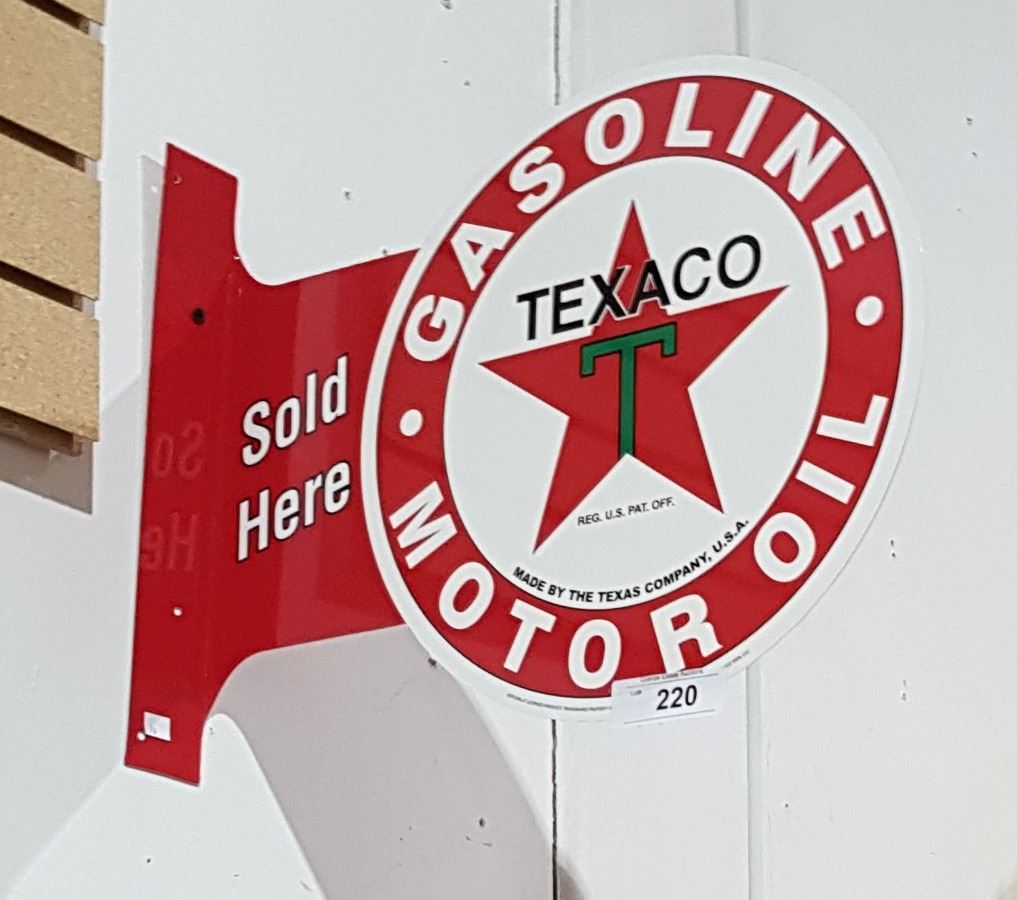 GASOLINE
TEXACO
T
REG. U.S. PAT. OFF.
MADE BY THE TEXAS COMPANY, U.S.A.
MOTOR OIL
Sold
Here
220